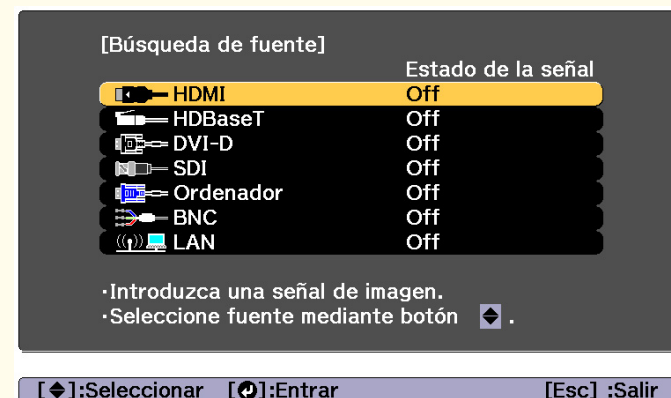 [Búsqueda de fuente]
Estado de la señal
HDMI Off
HDBaseT Off
DVI-D Off
SDI Off
Ordenador Off
BNC Off
LAN Off
·Introduzca una señal de imagen.
·Seleccione fuente mediante botón .
[ ]:Seleccionar [ ]:Entrar [Esc] :Salir